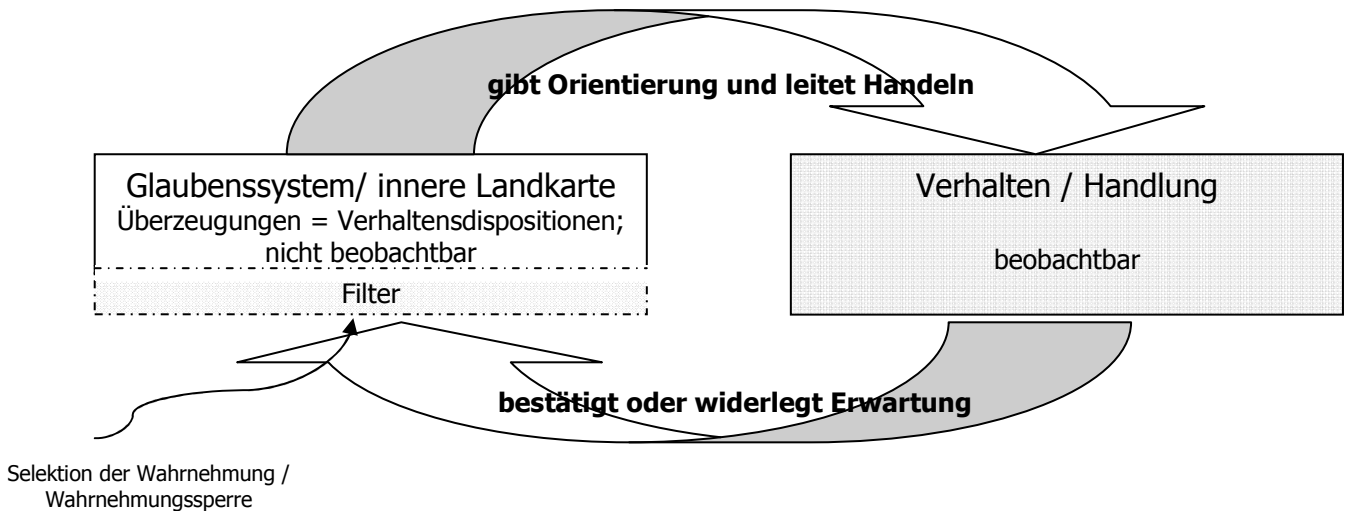 gibt Orientierung und leitet Handeln
Glaubenssystem/ innere Landkarte
Überzeugungen = Verhaltensdispositionen;
nicht beobachtbar
Filter
Verhalten / Handlung
beobachtbar
bestätigt oder widerlegt Erwartung
Selektion der Wahrnehmung /
Wahrnehmungssperre